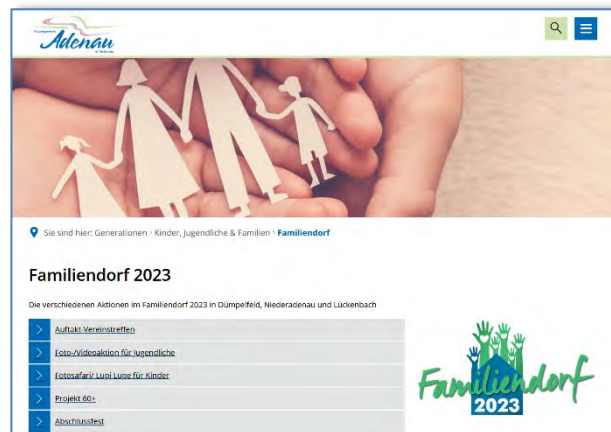 Adenau
Sie sind hier: Generationen › Kinder, Jugendliche & Familien › Familiendorf
Familiendorf 2023
Die verschiedenen Aktionen im Familiendorf 2023 in Dümpelfeld, Niederadenau und Lückenbach
Auftakt-Vereinstreffen
Foto-/Videoaktion für Jugendliche
Fotosafari/ Lupi Lupe für Kinder
Projekt 60+
Abschlussfest
Familiendorf
2023